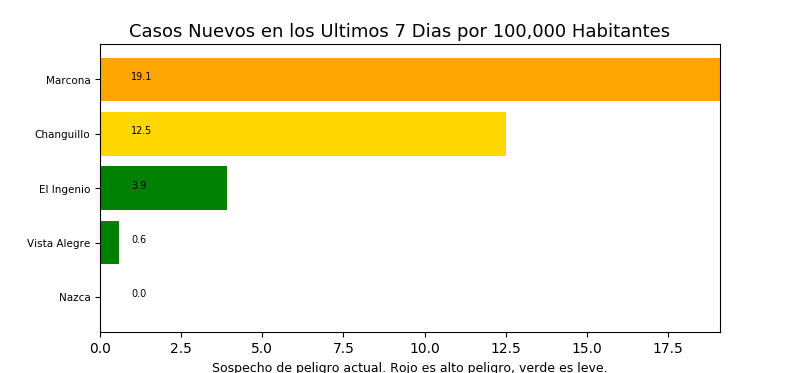 Casos Nuevos en los Ultimos 7 Dias por 100,000 Habitantes
Marcona 19.1
Changuillo 12.5
El Ingenio 3.9
Vista Alegre 0.6
Nazca 0.0
0.0 2.5 5.0 7.5 10.0 12.5 15.0 17.5
Sospecho de peligro actual. Rojo es alto peligro, verde es leve.